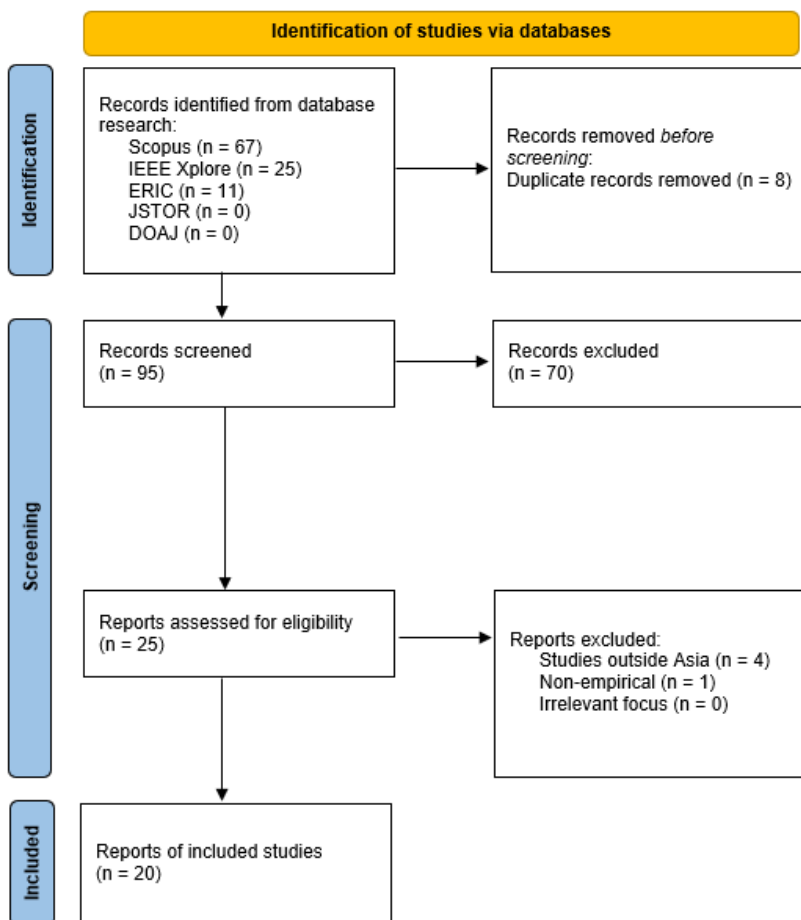 Identification of studies via databases
Identification
Records identified from database
research:
Scopus (n = 67)
IEEE Xplore (n = 25)
ERIC (n = 11)
JSTOR (n = 0)
DOAJ (n = 0)
Records removed before
screening:
Duplicate records removed (n = 8)
Screening
Records screened
(n = 95)
Records excluded
(n = 70)
Reports assessed for eligibility
(n = 25)
Reports excluded:
Studies outside Asia (n = 4)
Non-empirical (n = 1)
Irrelevant focus (n = 0)
Included
Reports of included studies
(n = 20)